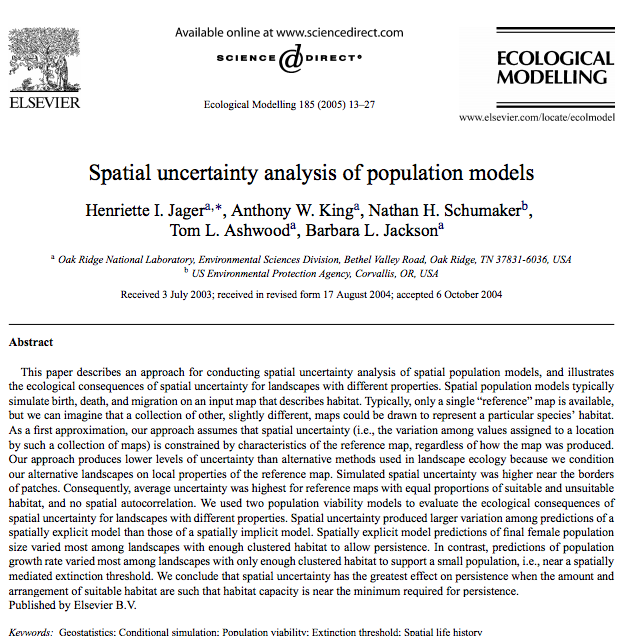 Available online at www.sciencedirect.com
SCIENCE DIRECT®
ELSEVIER
ECOLOGICAL
MODELLING
Ecological Modelling 185 (2005) 13–27
www.elsevier.com/locate/ecolmodel
Spatial uncertainty analysis of population models
Henriette I. Jager a,*, Anthony W. King a, Nathan H. Schumaker b,
Tom L. Ashwood a, Barbara L. Jackson a
a Oak Ridge National Laboratory, Environmental Sciences Division, Bethel Valley Road, Oak Ridge, TN 37831-6036, USA
b US Environmental Protection Agency, Corvallis, OR, USA
Received 3 July 2003; received in revised form 17 August 2004; accepted 6 October 2004
Abstract
This paper describes an approach for conducting spatial uncertainty analysis of spatial population models, and illustrates
the ecological consequences of spatial uncertainty for landscapes with different properties. Spatial population models typically
simulate birth, death, and migration on an input map that describes habitat. Typically, only a single “reference” map is available,
but we can imagine that a collection of other, slightly different, maps could be drawn to represent a particular species’ habitat.
As a first approximation, our approach assumes that spatial uncertainty (i.e., the variation among values assigned to a location
by such a collection of maps) is constrained by characteristics of the reference map, regardless of how the map was produced.
Our approach produces lower levels of uncertainty than alternative methods used in landscape ecology because we condition
our alternative landscapes on local properties of the reference map. Simulated spatial uncertainty was higher near the borders
of patches. Consequently, average uncertainty was highest for reference maps with equal proportions of suitable and unsuitable
habitat, and no spatial autocorrelation. We used two population viability models to evaluate the ecological consequences of
spatial uncertainty for landscapes with different properties. Spatial uncertainty produced larger variation among predictions of a
spatially explicit model than those of a spatially implicit model. Spatially explicit model predictions of final female population
size varied most among landscapes with enough clustered habitat to allow persistence. In contrast, predictions of population
growth rate varied most among landscapes with only enough clustered habitat to support a small population, i.e., near a spatially
mediated extinction threshold. We conclude that spatial uncertainty has the greatest effect on persistence when the amount and
arrangement of suitable habitat are such that habitat capacity is near the minimum required for persistence.
Published by Elsevier B.V.
Keywords: Geostatistics; Conditional simulation; Population viability; Extinction threshold; Spatial life history